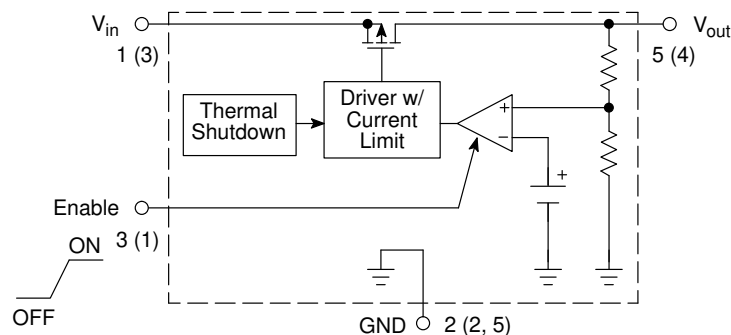 Vin
1 (3)
Vout
5 (4)
Thermal
Shutdown
Driver w/
Current
Limit
+
−
+
Enable
3 (1)
ON
OFF
GND
2 (2, 5)